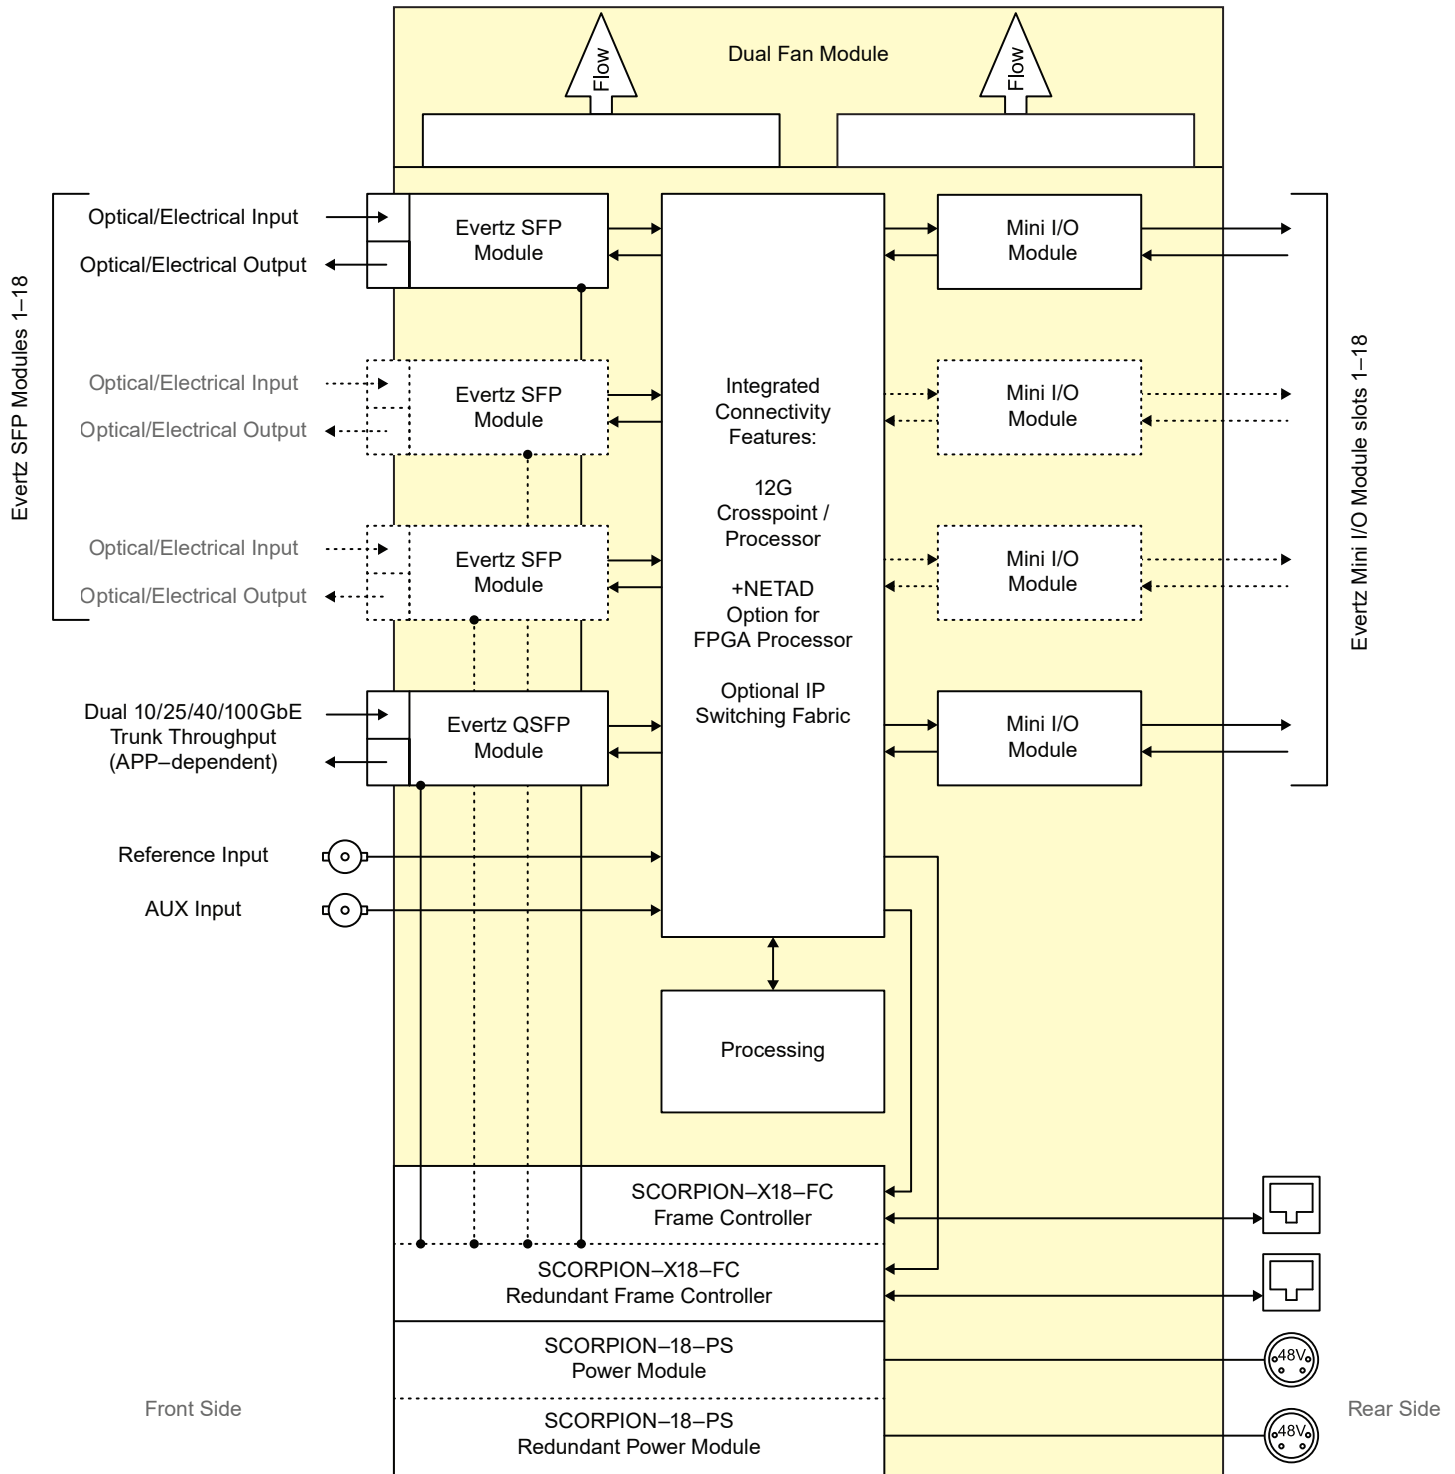 Dual Fan Module
Flow
Flow
Evertz SFP Modules 1–18
Optical/Electrical Input
Optical/Electrical Output
Evertz SFP
Module
Mini I/O
Module
Optical/Electrical Input
Optical/Electrical Output
Evertz SFP
Module
Mini I/O
Module
Optical/Electrical Input
Optical/Electrical Output
Evertz SFP
Module
Mini I/O
Module
Dual 10/25/40/100GbE
Trunk Throughput
(APP–dependent)
Evertz QSFP
Module
Mini I/O
Module
Integrated
Connectivity
Features:
12G
Crosspoint /
Processor
+NETAD
Option for
FPGA Processor
Optional IP
Switching Fabric
Evertz Mini I/O Module slots 1–18
Reference Input
AUX Input
Processing
SCORPION–X18–FC
Frame Controller
SCORPION–X18–FC
Redundant Frame Controller
SCORPION–18–PS
Power Module
48V
SCORPION–18–PS
Redundant Power Module
48V
Front Side
Rear Side